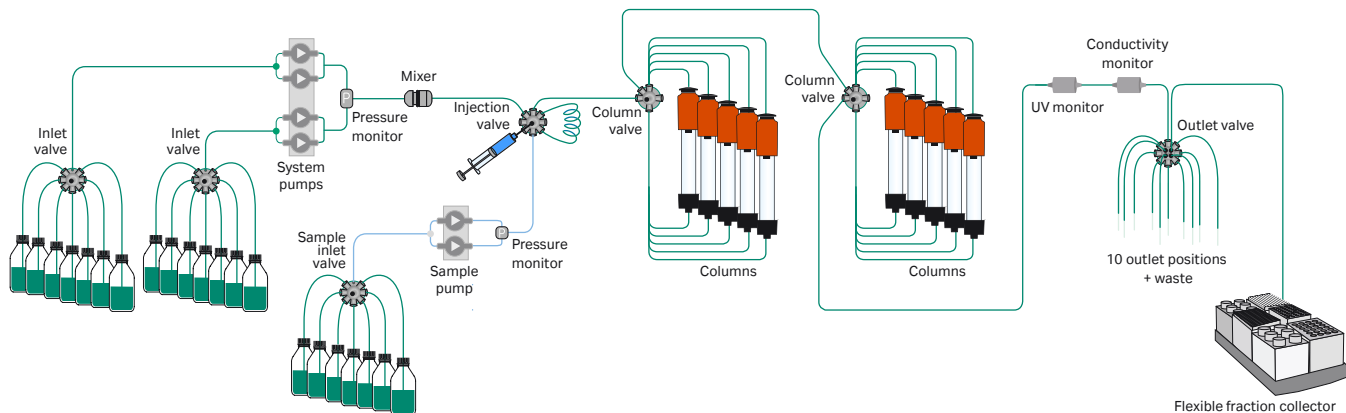 Inlet
valve
Inlet
valve
System
pumps
P
Pressure
monitor
Mixer
Injection
valve
Sample
inlet
valve
Sample
pump
P
Pressure
monitor
Column
valve
Columns
Column
valve
Columns
UV monitor
Conductivity
monitor
Outlet valve
10 outlet positions
+ waste
Flexible fraction collector